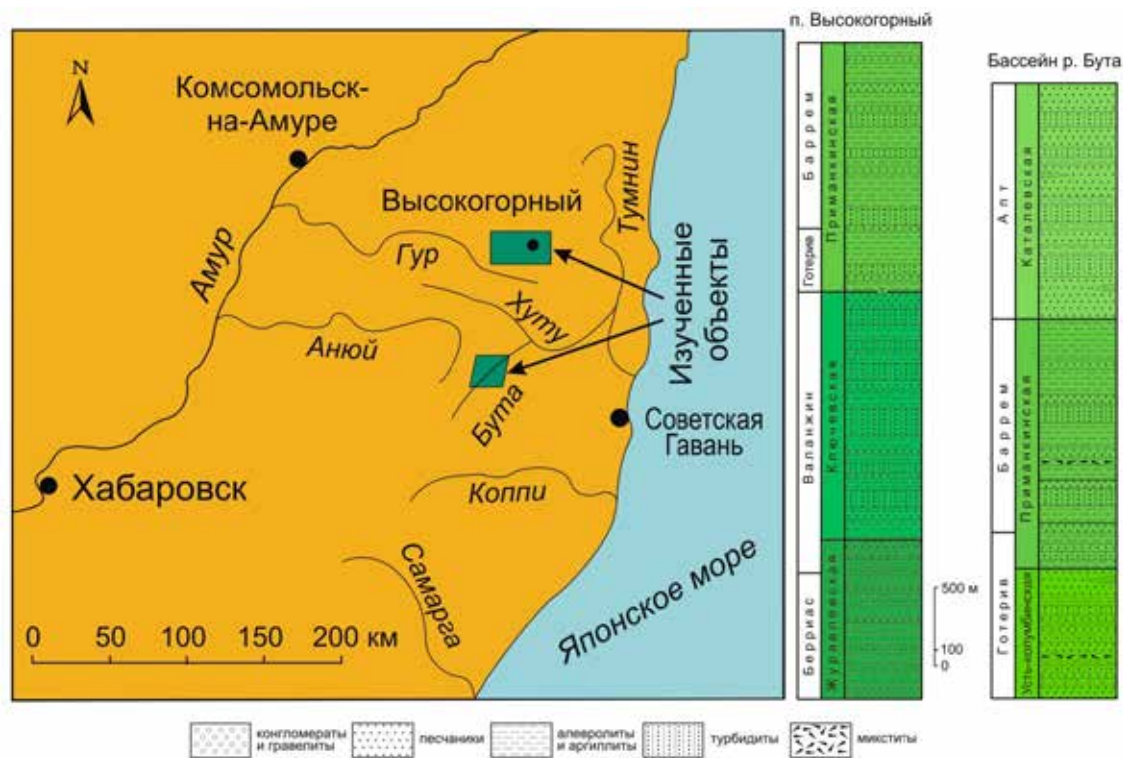 п. Высокогорный
Бассейн р. Бута
N
Комсомольск-
на-Амуре
Высокогорный
Тумнин
Амур
Гур
Хуту
Анюй
Бута
Изученные
объекты
Советская
Гавань
Хабаровск
Коппи
Самарга
Японское море
0 50 100 150 200 км
Баррем
Готерив
Валанжин
Берриас
Приманкинская
Ключевская
Журавлевская
500 м
100
0
Апт
Баррем
Готерив
Каталевская
Приманкинская
Усть-колумбинская
конгломераты
и гравелиты
песчаники
алевролиты
и аргиллиты
турбидиты
микститы